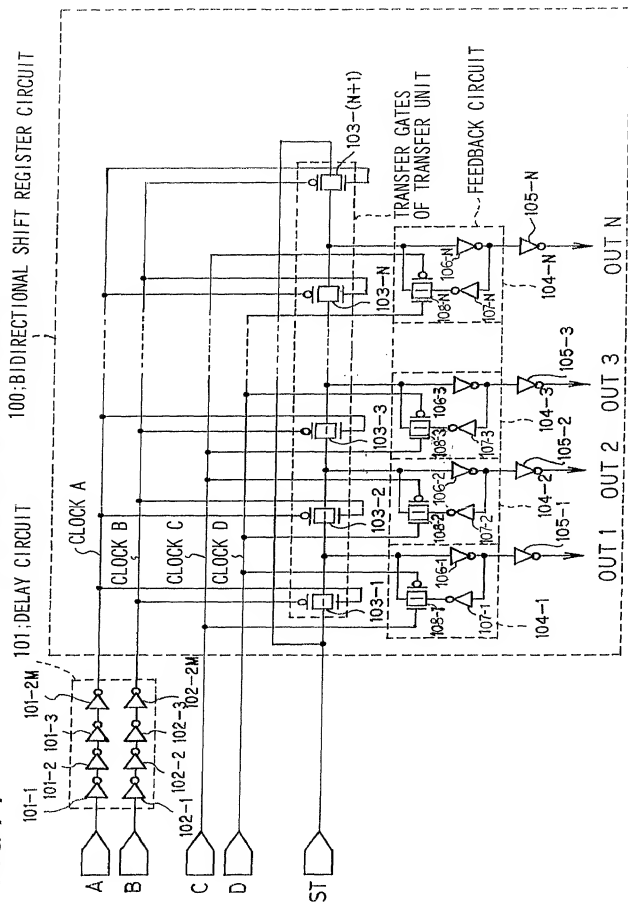 100;BIDIRECTIONAL SHIFT REGISTER CIRCUIT
101;DELAY CIRCUIT
101-1
101-2
101-3
101-2M
102-1
102-2
102-3
102-2M
A
B
C
D
ST
CLOCK A
CLOCK B
CLOCK C
CLOCK D
103-1
103-2
103-3
103-N
103-(N+1)
TRANSFER GATES
OF TRANSFER UNIT
FEEDBACK CIRCUIT
106-1
107-1
108-1
104-1
105-1
106-2
107-2
108-2
104-2
105-2
106-3
107-3
108-3
104-3
105-3
106-N
107-N
108-N
104-N
105-N
OUT 1
OUT 2
OUT 3
OUT N